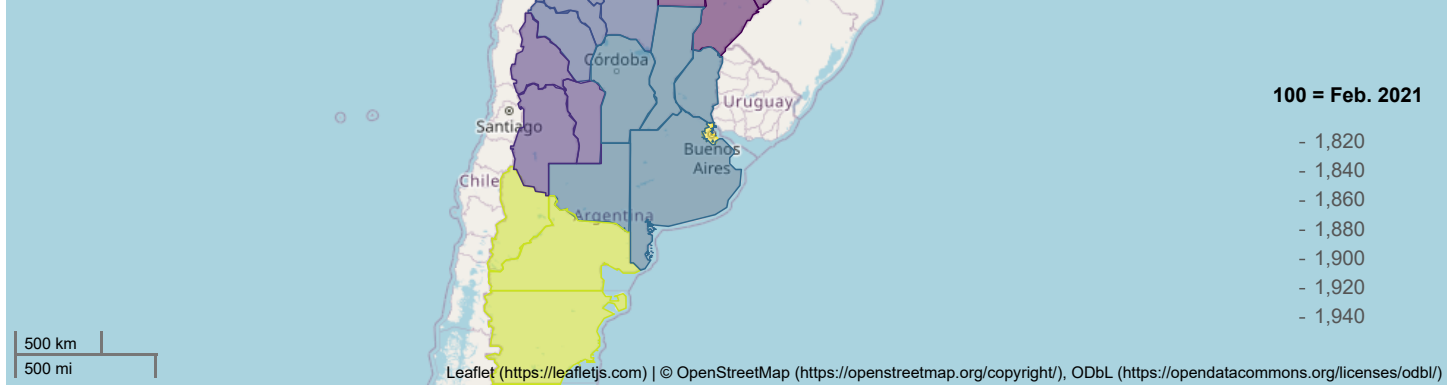 Córdoba
100 = Feb. 2021
Uruguay
Santiago
- 1,820
Buenos
Aires
- 1,840
Chile
- 1,860
Argentina
- 1,880
- 1,900
- 1,920
- 1,940
500 km
500 mi
Leaflet (https://leafletjs.com) | © OpenStreetMap (https://openstreetmap.org/copyright/), ODbL (https://opendatacommons.org/licenses/odbl/)